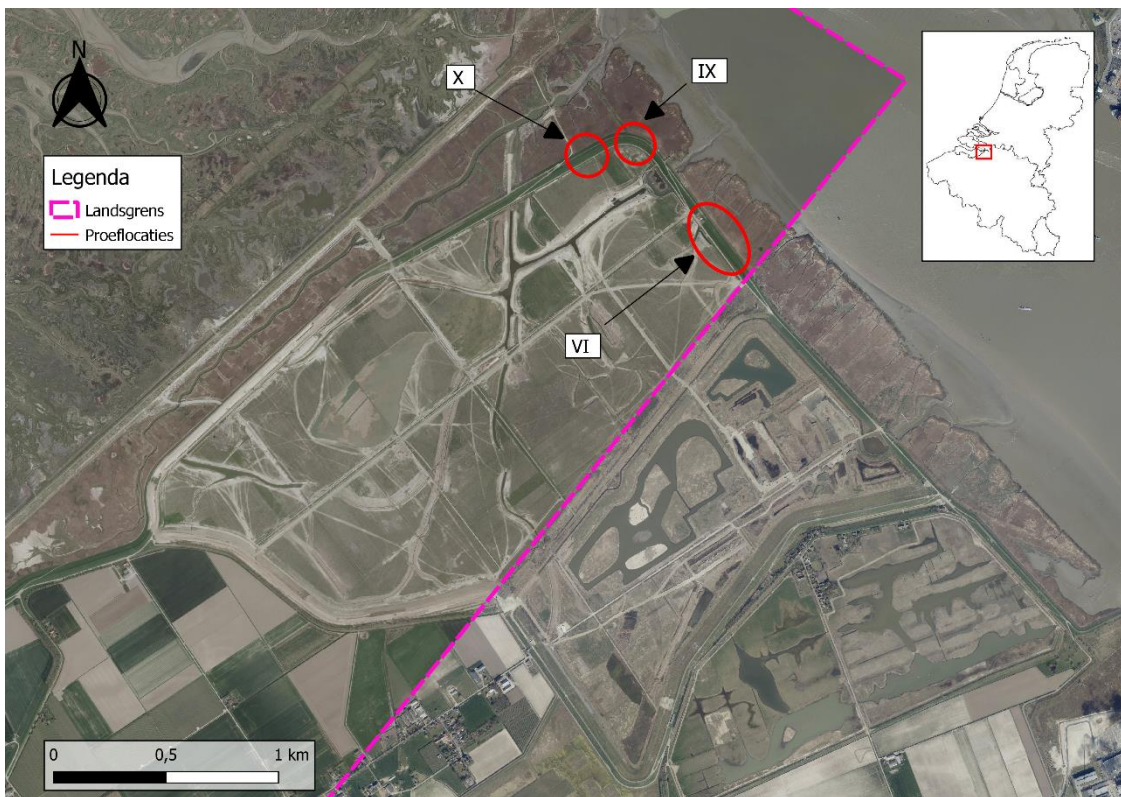 N
X
IX
Legenda
Landsgrens
Proeflocaties
VI
0 0,5 1 km